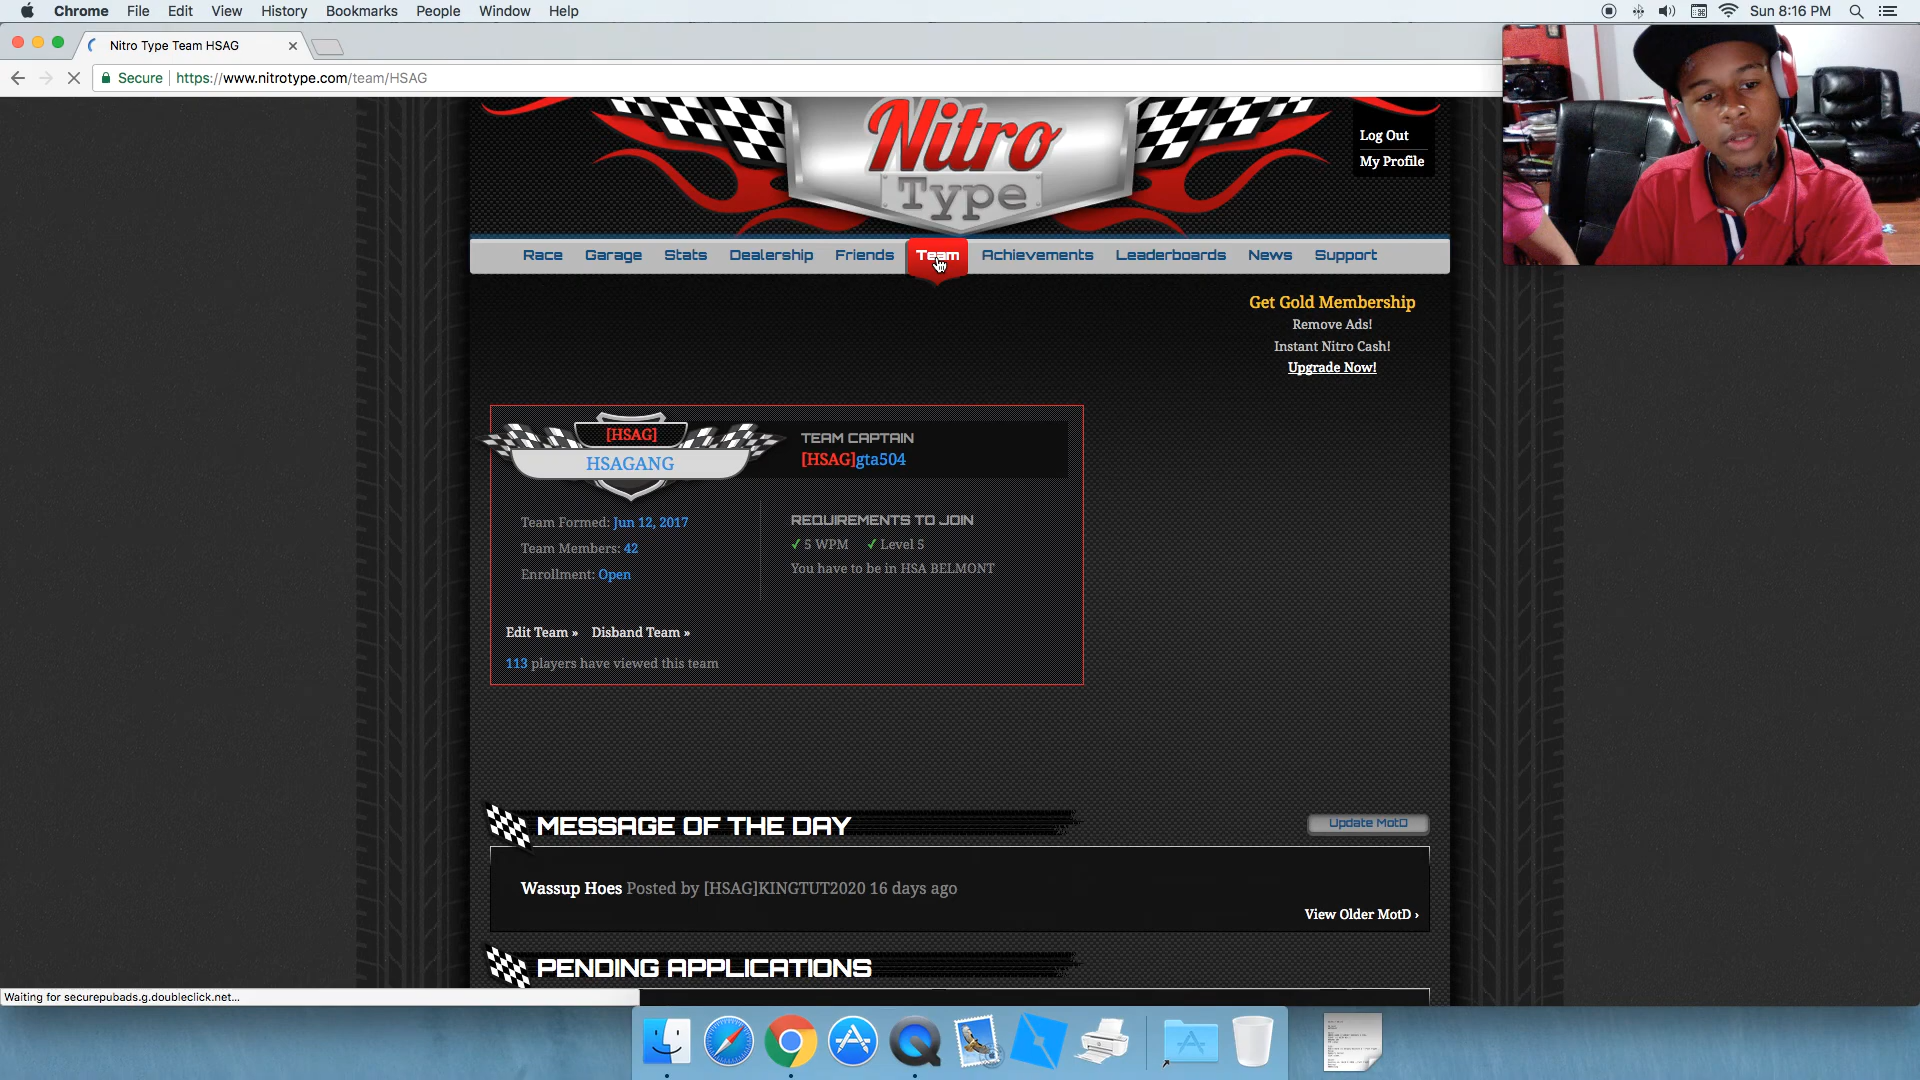 Chrome File Edit View History Bookmarks People Window Help Sun 8:16 PM
Nitro Type Team HSAG
Secure https://www.nitrotype.com/team/HSAG
Nitro
Type
Log Out
My Profile
Race Garage Stats Dealership Friends Team Achievements Leaderboards News Support
Get Gold Membership
Remove Ads!
Instant Nitro Cash!
Upgrade Now!
[HSAG]
HSAGANG
TEAM CAPTAIN
[HSAG]gta504
Team Formed: Jun 12, 2017
Team Members: 42
Enrollment: Open
REQUIREMENTS TO JOIN
✓ 5 WPM ✓ Level 5
You have to be in HSA BELMONT
Edit Team » Disband Team »
113 players have viewed this team
MESSAGE OF THE DAY
Update MotD
Wassup Hoes Posted by [HSAG]KINGTUT2020 16 days ago
View Older MotD ›
PENDING APPLICATIONS
Waiting for securepubads.g.doubleclick.net...